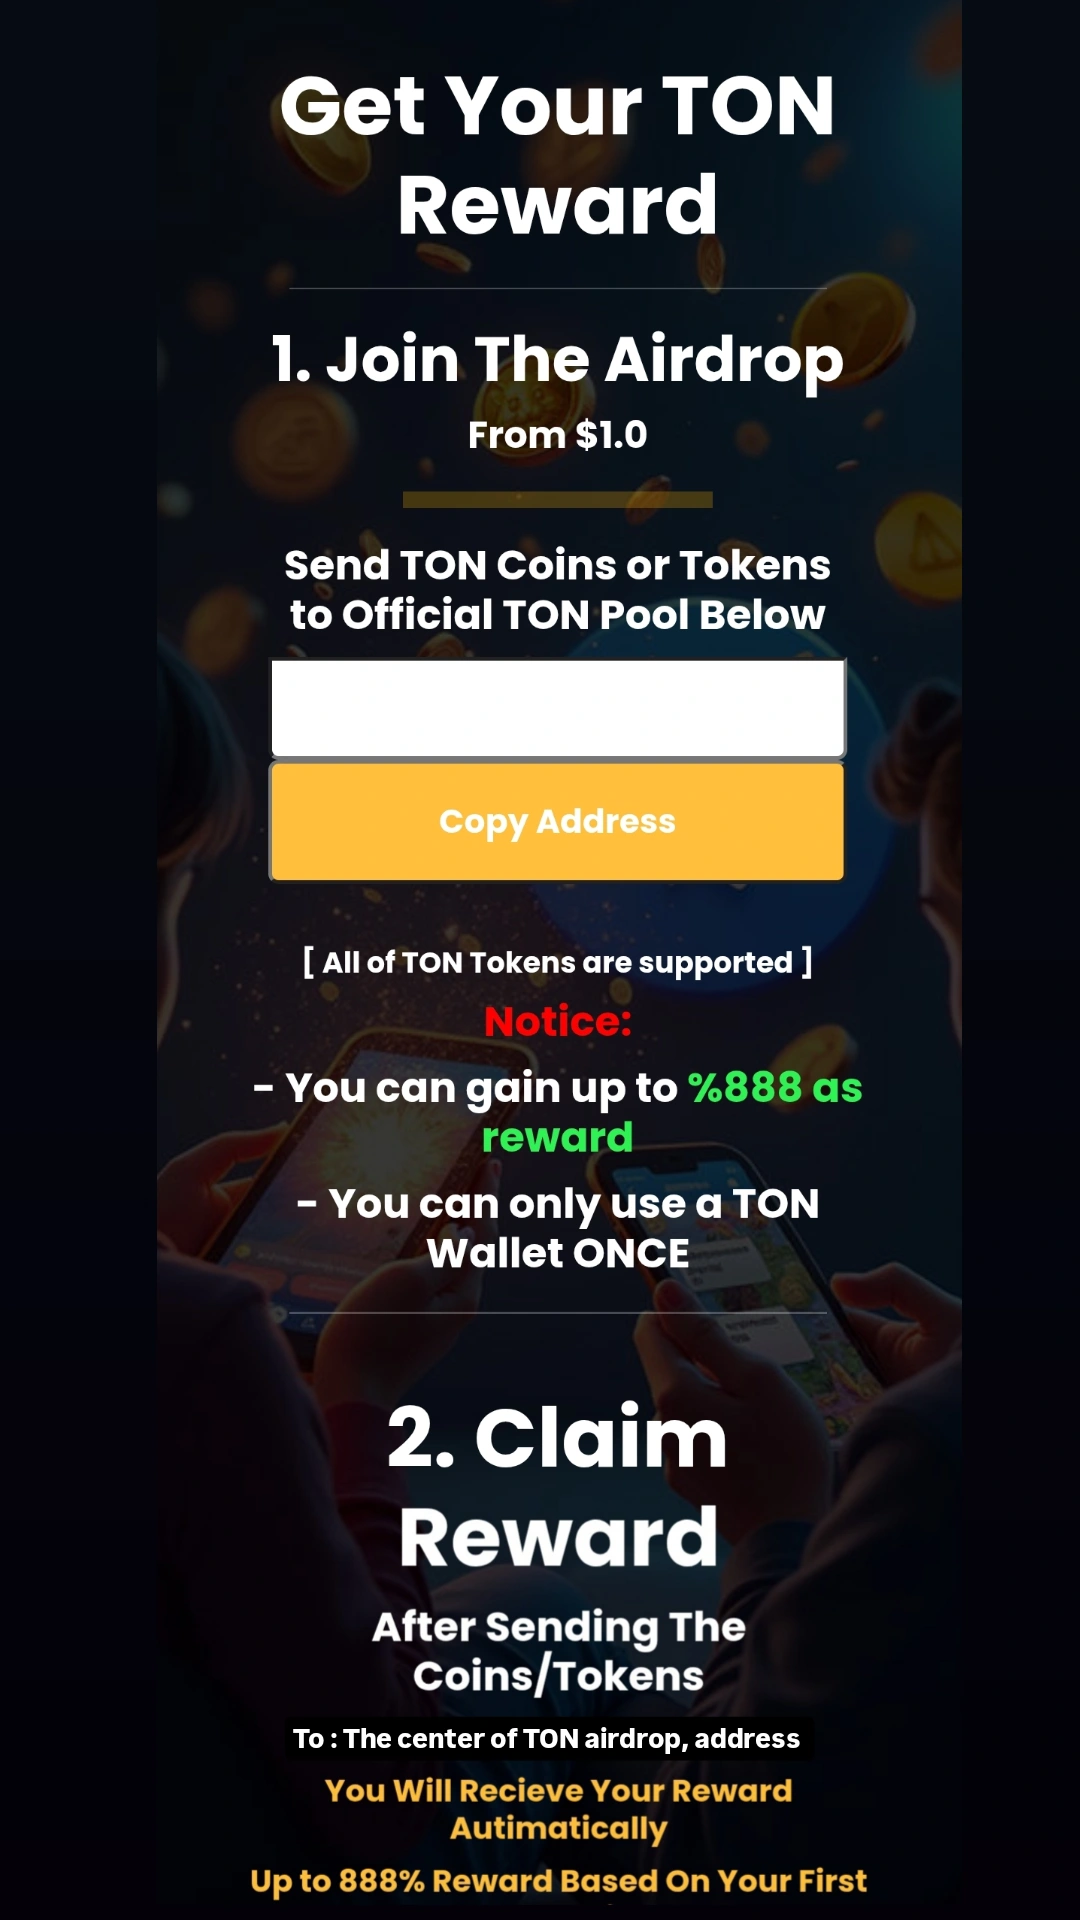 Get Your TON
Reward
1. Join The Airdrop
From $1.0
Send TON Coins or Tokens
to Official TON Pool Below
Copy Address
[ All of TON Tokens are supported ]
Notice:
- You can gain up to %888 as
reward
- You can only use a TON
Wallet ONCE
2. Claim
Reward
After Sending The
Coins/Tokens
To : The center of TON airdrop, address
You Will Recieve Your Reward
Autimatically
Up to 888% Reward Based On Your First